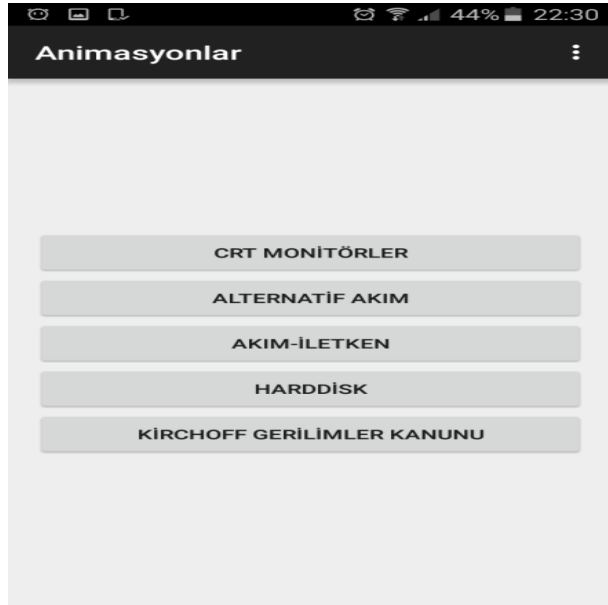 44% 22:30
Animasyonlar
CRT MONİTÖRLER
ALTERNATİF AKIM
AKIM-İLETKEN
HARDDİSK
KİRCHOFF GERİLİMLER KANUNU